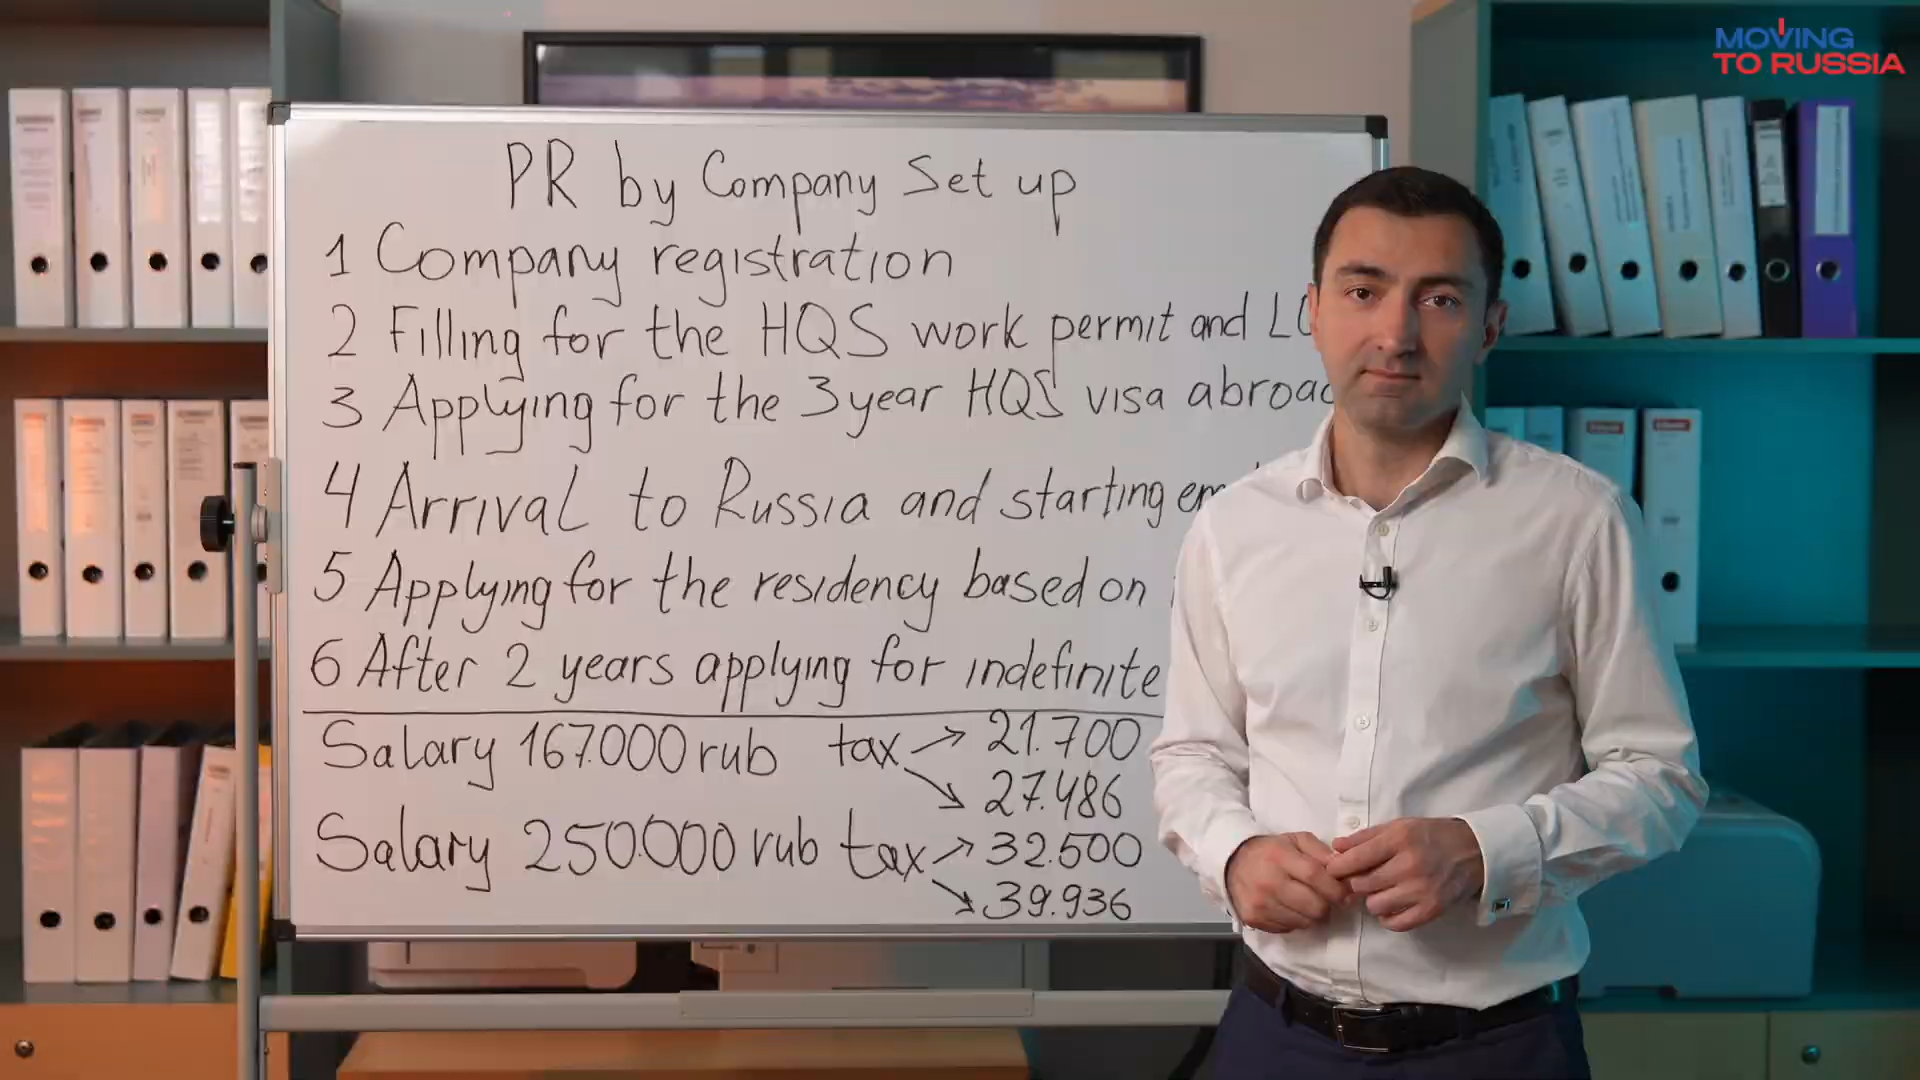 MOVING
TO RUSSIA
PR by Company Set up
1 Company registration
2 Filling for the HQS work permit and
3 Applying for the 3 year HQS visa
4 Arrival to Russia and starting
5 Applying for the residency based on
6 After 2 years applying for indefinite
Salary 167.000 rub tax → 21.700
→ 27.486
Salary 250.000 rub tax → 32.500
→ 39.936